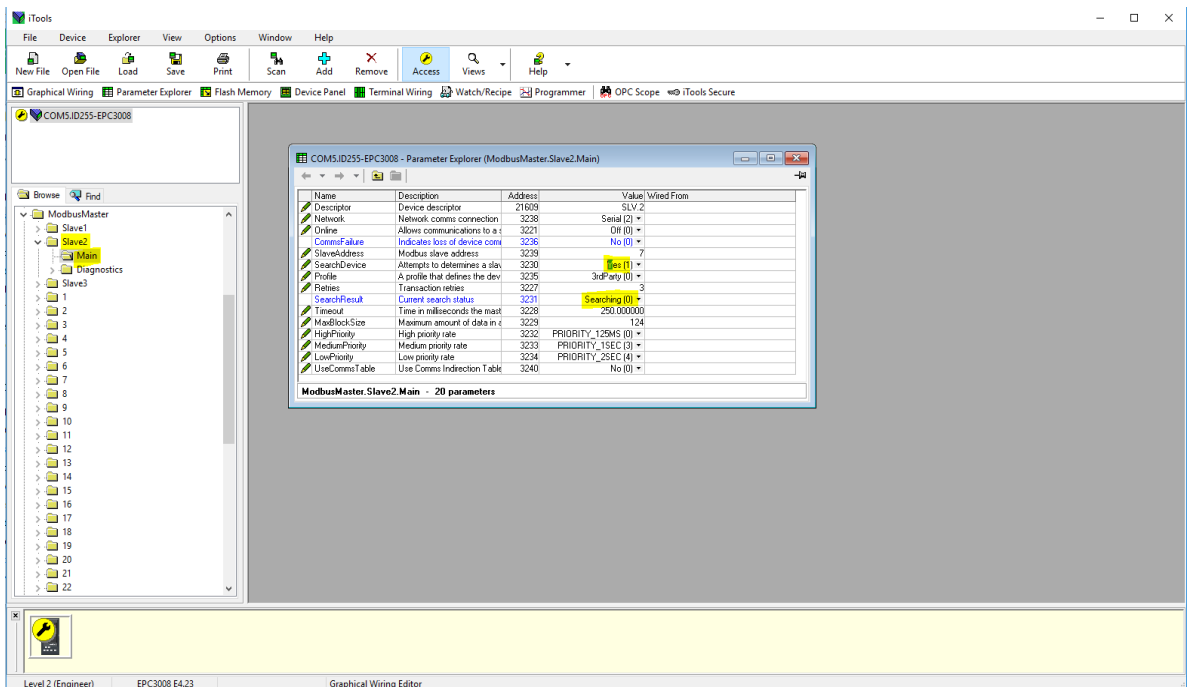 iTools
File Device Explorer View Options Window Help
New File Open File Load Save Print Scan Add Remove Access Views Help
Graphical Wiring Parameter Explorer Flash Memory Device Panel Terminal Wiring Watch/Recipe Programmer OPC Scope iTools Secure
COM5.ID255-EPC3008
Browse Find
ModbusMaster
Slave1
Slave2
Main
Diagnostics
Slave3
1
2
3
4
5
6
7
8
9
10
11
12
13
14
15
16
17
18
19
20
21
22
COM5.ID255-EPC3008 - Parameter Explorer (ModbusMaster.Slave2.Main)
Name Description Address Value Wired From
Descriptor Device descriptor 21609 SLV.2
Network Network comms connection 3238 Serial (2)
Online Allows communications to a s 3221 Off (0)
CommsFailure Indicates loss of device comm 3236 No (0)
SlaveAddress Modbus slave address 3239 7
SearchDevice Attempts to determines a slav 3230 Yes (1)
Profile A profile that defines the dev 3235 3rdParty (0)
Retries Transaction retries 3227 3
SearchResult Current search status 3231 Searching (0)
Timeout Time in milliseconds the mast 3228 250.000000
MaxBlockSize Maximum amount of data in a 3229 124
HighPriority High priority rate 3232 PRIORITY_125MS (0)
MediumPriority Medium priority rate 3233 PRIORITY_1SEC (3)
LowPriority Low priority rate 3234 PRIORITY_2SEC (4)
UseCommsTable Use Comms Indirection Table 3240 No (0)
ModbusMaster.Slave2.Main - 20 parameters
Level 2 (Engineer) EPC3008 E4.23 Graphical Wiring Editor